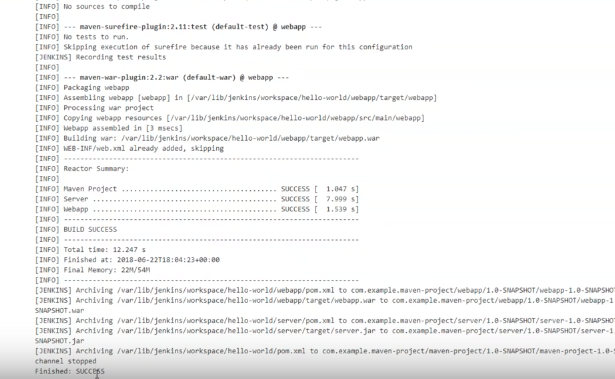 [INFO] No sources to compile
[INFO]
[INFO] --- maven-surefire-plugin:2.11:test (default-test) @ webapp ---
[INFO] No tests to run.
[INFO] Skipping execution of surefire because it has already been run for this configuration
[JENKINS] Recording test results
[INFO]
[INFO] --- maven-war-plugin:2.2:war (default-war) @ webapp ---
[INFO] Packaging webapp
[INFO] Assembling webapp [webapp] in [/var/lib/jenkins/workspace/hello-world/webapp/target/webapp]
[INFO] Processing war project
[INFO] Copying webapp resources [/var/lib/jenkins/workspace/hello-world/webapp/src/main/webapp]
[INFO] Webapp assembled in [3 msecs]
[INFO] Building war: /var/lib/jenkins/workspace/hello-world/webapp/target/webapp.war
[INFO] WEB-INF/web.xml already added, skipping
[INFO] ------------------------------------------------------------------------
[INFO] Reactor Summary:
[INFO]
[INFO] Maven Project ..................................... SUCCESS [  1.047 s]
[INFO] Server ............................................ SUCCESS [  7.999 s]
[INFO] Webapp ............................................ SUCCESS [  1.539 s]
[INFO] ------------------------------------------------------------------------
[INFO] BUILD SUCCESS
[INFO] ------------------------------------------------------------------------
[INFO] Total time: 12.247 s
[INFO] Finished at: 2018-06-22T18:04:23+00:00
[INFO] Final Memory: 22M/54M
[INFO] ------------------------------------------------------------------------
[JENKINS] Archiving /var/lib/jenkins/workspace/hello-world/webapp/pom.xml to com.example.maven-project/webapp/1.0-SNAPSHOT/webapp-1.0-SNAPSHO
[JENKINS] Archiving /var/lib/jenkins/workspace/hello-world/webapp/target/webapp.war to com.example.maven-project/webapp/1.0-SNAPSHOT/webapp-1
SNAPSHOT.war
[JENKINS] Archiving /var/lib/jenkins/workspace/hello-world/server/pom.xml to com.example.maven-project/server/1.0-SNAPSHOT/server-1.0-SNAPSHO
[JENKINS] Archiving /var/lib/jenkins/workspace/hello-world/server/target/server.jar to com.example.maven-project/server/1.0-SNAPSHOT/server-1
SNAPSHOT.jar
[JENKINS] Archiving /var/lib/jenkins/workspace/hello-world/pom.xml to com.example.maven-project/maven-project/1.0-SNAPSHOT/maven-project-1.0-
channel stopped
Finished: SUCCESS